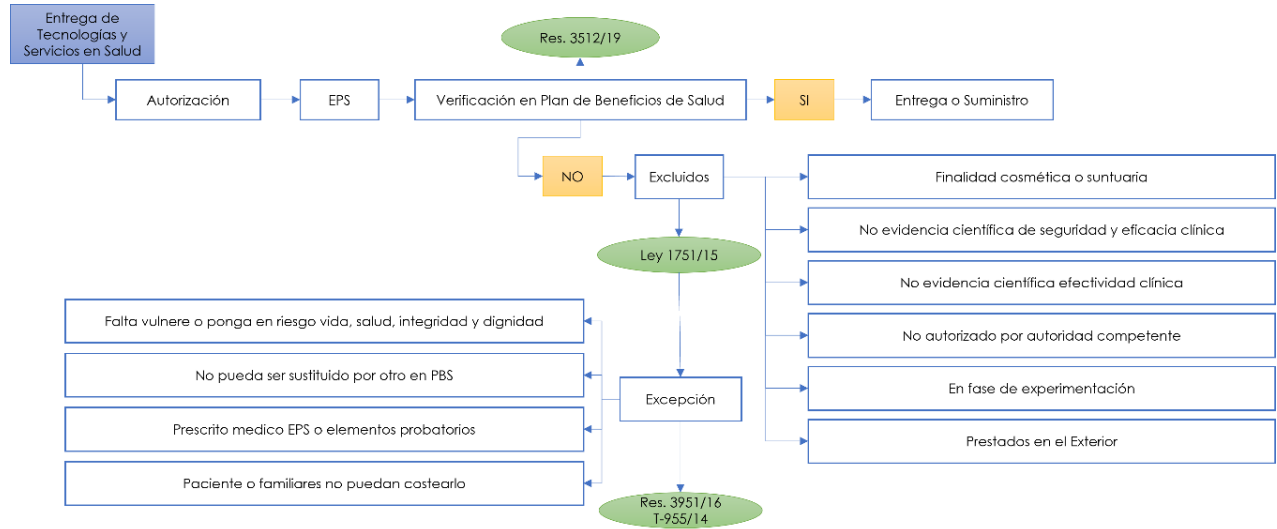 Entrega de
Tecnologías y
Servicios en Salud
Res. 3512/19
Autorización
EPS
Verificación en Plan de Beneficios de Salud
SI
Entrega o Suministro
NO
Excluidos
Finalidad cosmética o suntuaria
No evidencia científica de seguridad y eficacia clínica
Ley 1751/15
No evidencia científica efectividad clínica
Falta vulnere o ponga en riesgo vida, salud, integridad y dignidad
No autorizado por autoridad competente
No pueda ser sustituido por otro en PBS
En fase de experimentación
Excepción
Prescrito medico EPS o elementos probatorios
Prestados en el Exterior
Paciente o familiares no puedan costearlo
Res. 3951/16
T-955/14